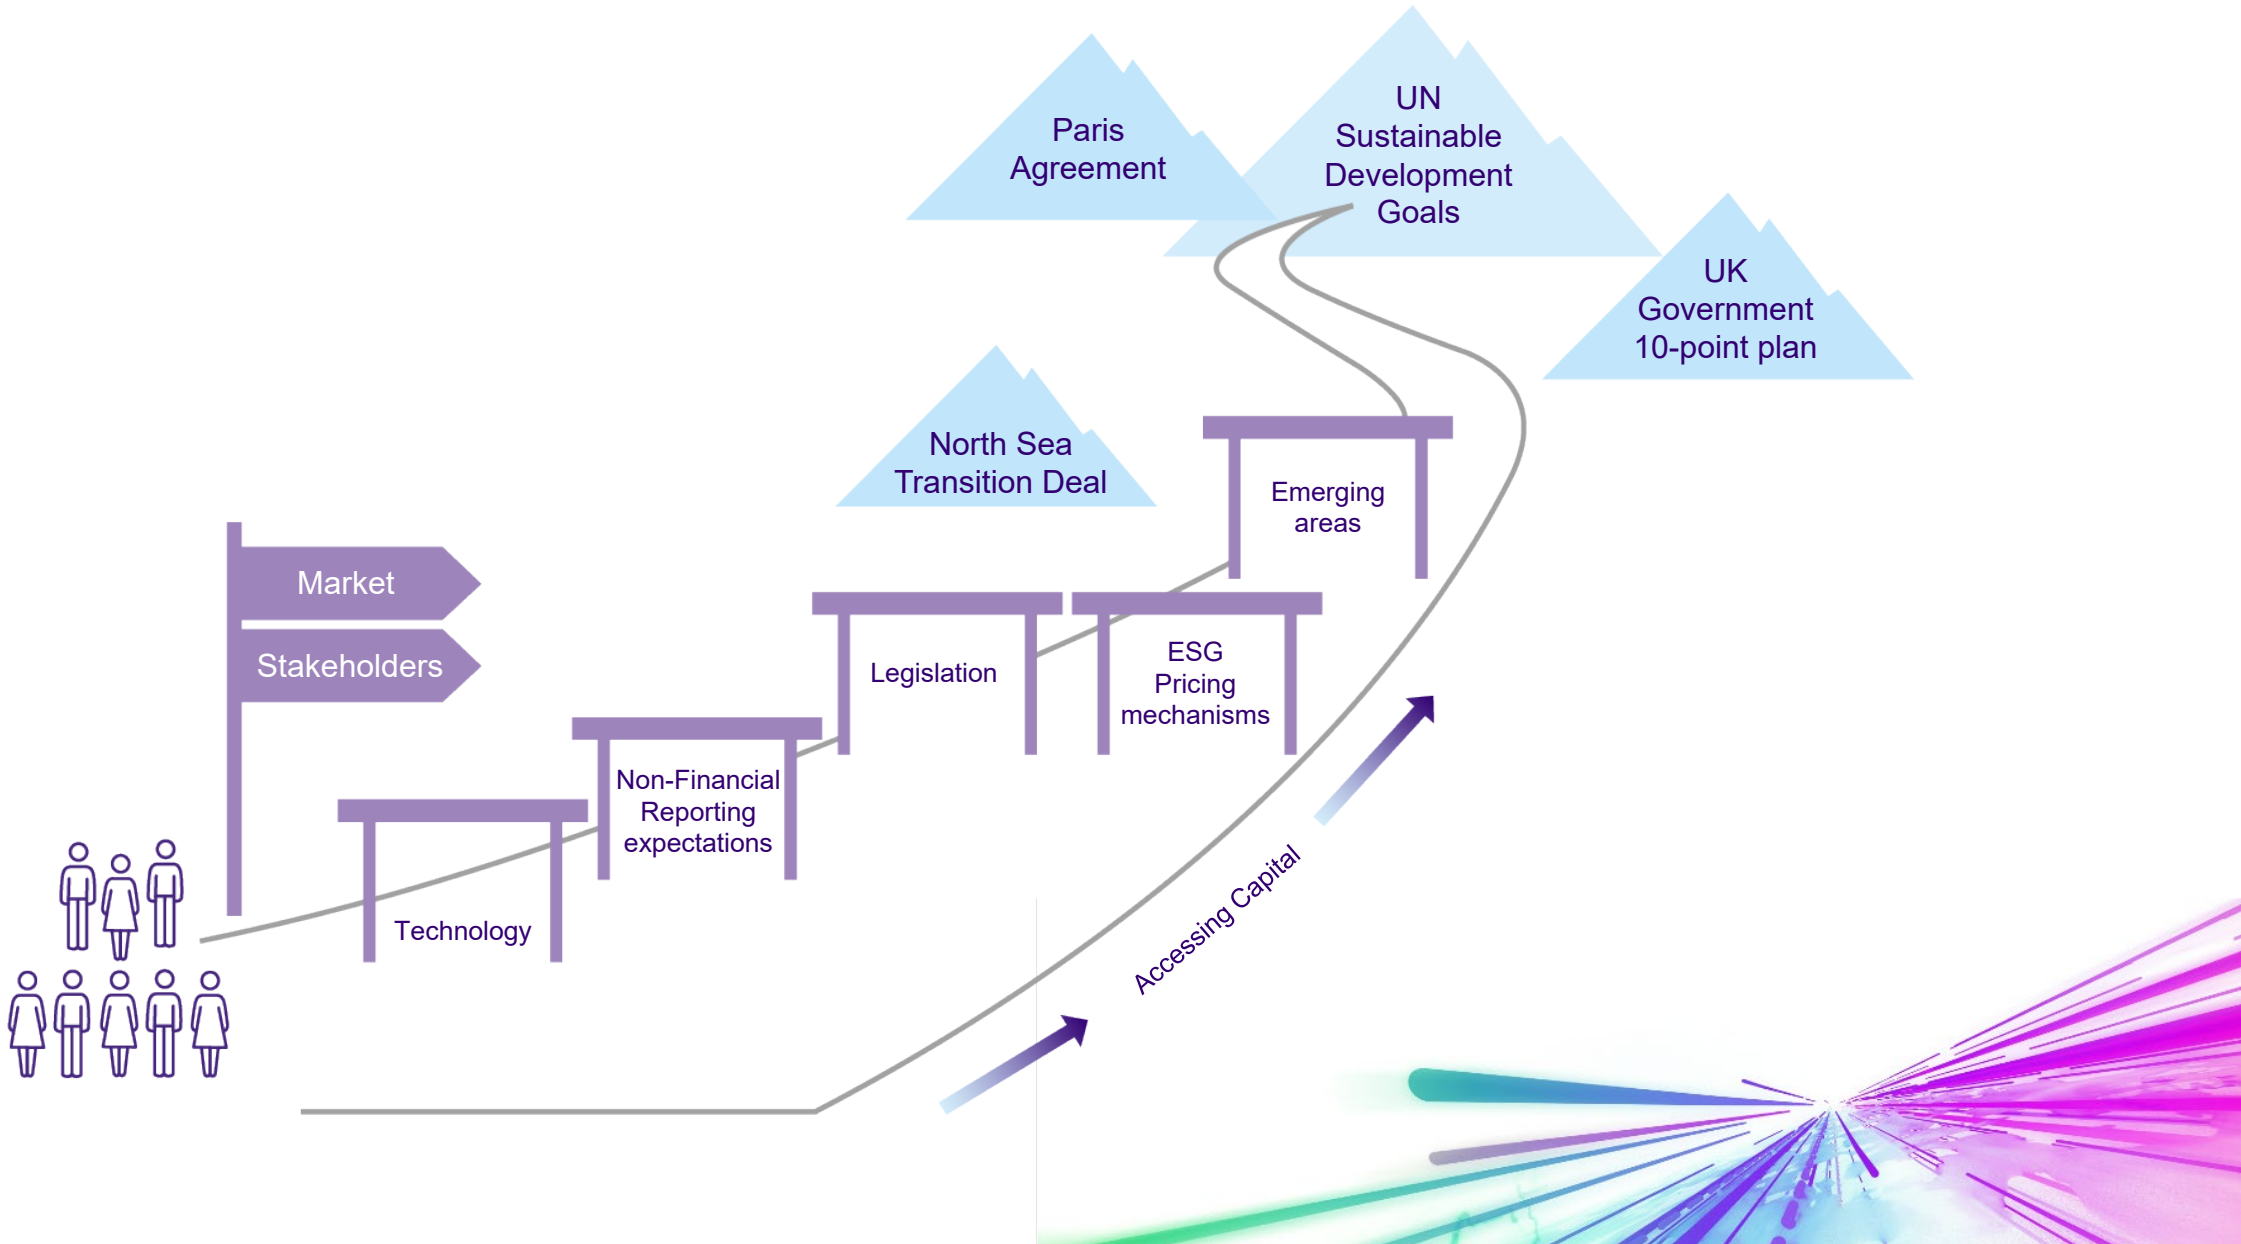 Paris
Agreement
UN
Sustainable
Development
Goals
UK
Government
10-point plan
North Sea
Transition Deal
Emerging
areas
Market
Stakeholders
Legislation
ESG
Pricing
mechanisms
Non-Financial
Reporting
expectations
Technology
Accessing Capital